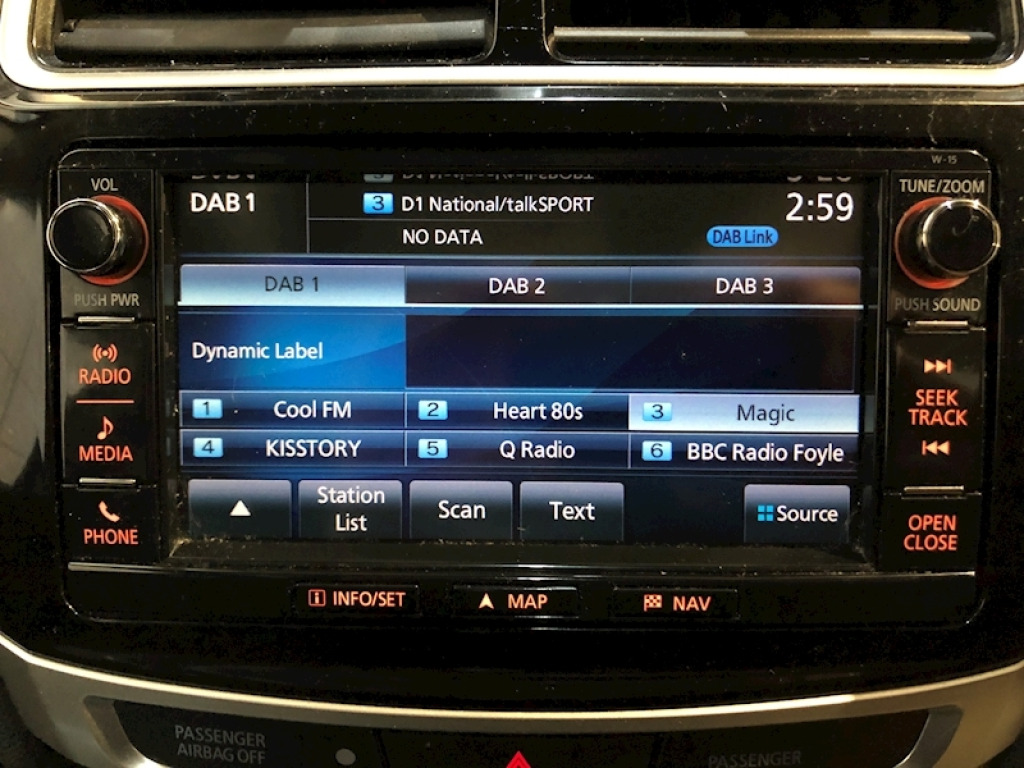 W-15
VOL
PUSH PWR
RADIO
MEDIA
PHONE
DAB 1
3 D1 National/talkSPORT
2:59
NO DATA
DAB Link
DAB 1 DAB 2 DAB 3
Dynamic Label
1 Cool FM 2 Heart 80s 3 Magic
4 KISSTORY 5 Q Radio 6 BBC Radio Foyle
Station
List
Scan
Text
Source
TUNE/ZOOM
PUSH SOUND
SEEK
TRACK
OPEN
CLOSE
INFO/SET MAP NAV
PASSENGER
AIRBAG OFF
PASSENGER